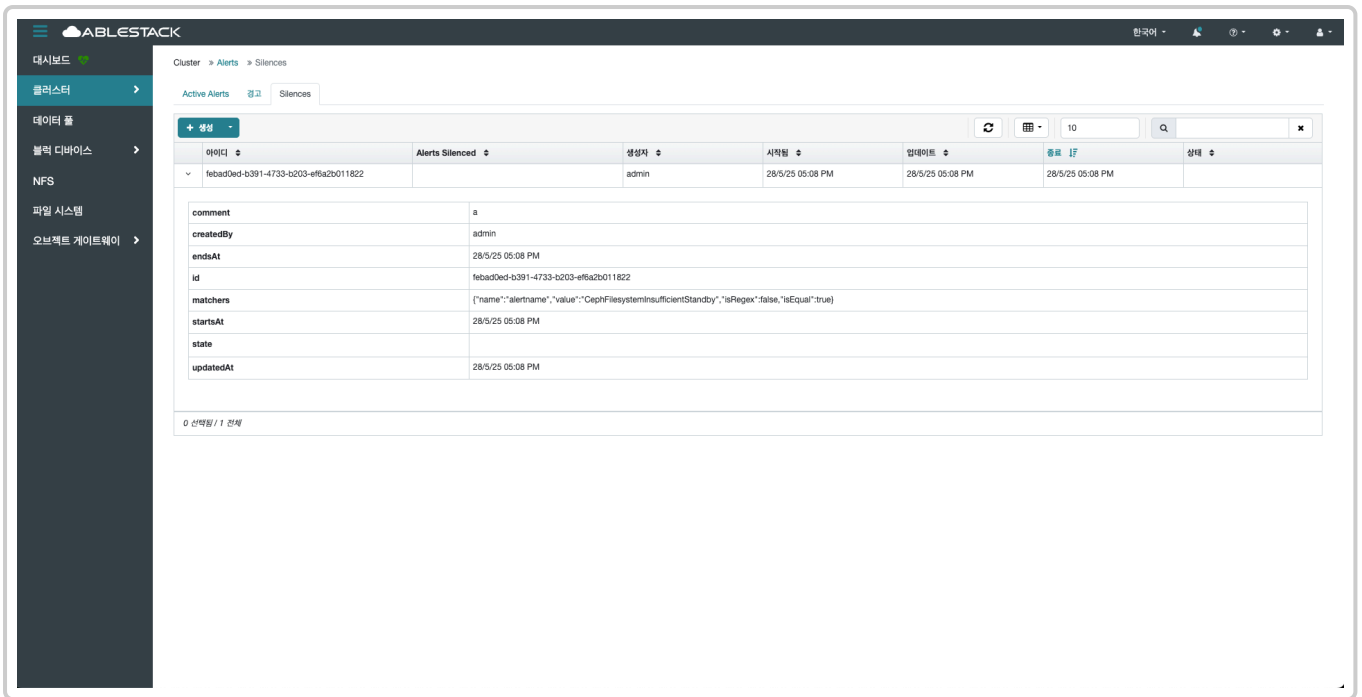 ABLESTACK 한국어
대시보드
클러스터
데이터 풀
블럭 디바이스
NFS
파일 시스템
오브젝트 게이트웨이
Cluster » Alerts » Silences
Active Alerts 경고 Silences
+ 생성 10
아이디 Alerts Silenced 생성자 시작됨 업데이트 종료 상태
febad0ed-b391-4733-b203-ef6a2b011822 admin 28/5/25 05:08 PM 28/5/25 05:08 PM 28/5/25 05:08 PM
comment a
createdBy admin
endsAt 28/5/25 05:08 PM
id febad0ed-b391-4733-b203-ef6a2b011822
matchers {"name":"alertname","value":"CephFilesystemInsufficientStandby","isRegex":false,"isEqual":true}
startsAt 28/5/25 05:08 PM
state
updatedAt 28/5/25 05:08 PM
0 선택됨 / 1 전체